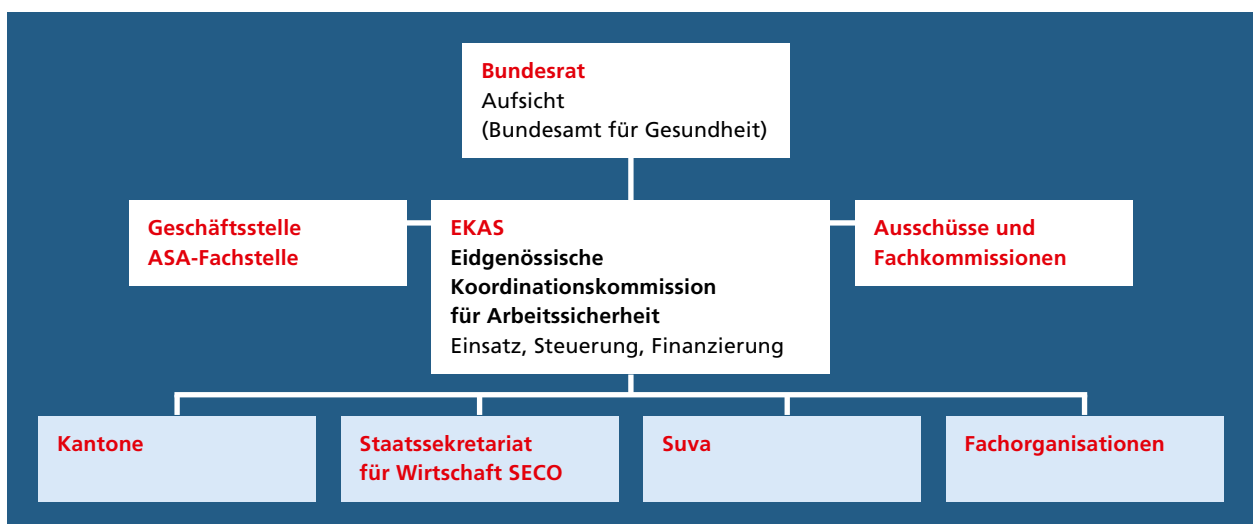 Bundesrat
Aufsicht
(Bundesamt für Gesundheit)
Geschäftsstelle
ASA-Fachstelle
EKAS
Eidgenössische
Koordinationskommission
für Arbeitssicherheit
Einsatz, Steuerung, Finanzierung
Ausschüsse und
Fachkommissionen
Kantone
Staatssekretariat
für Wirtschaft SECO
Suva
Fachorganisationen